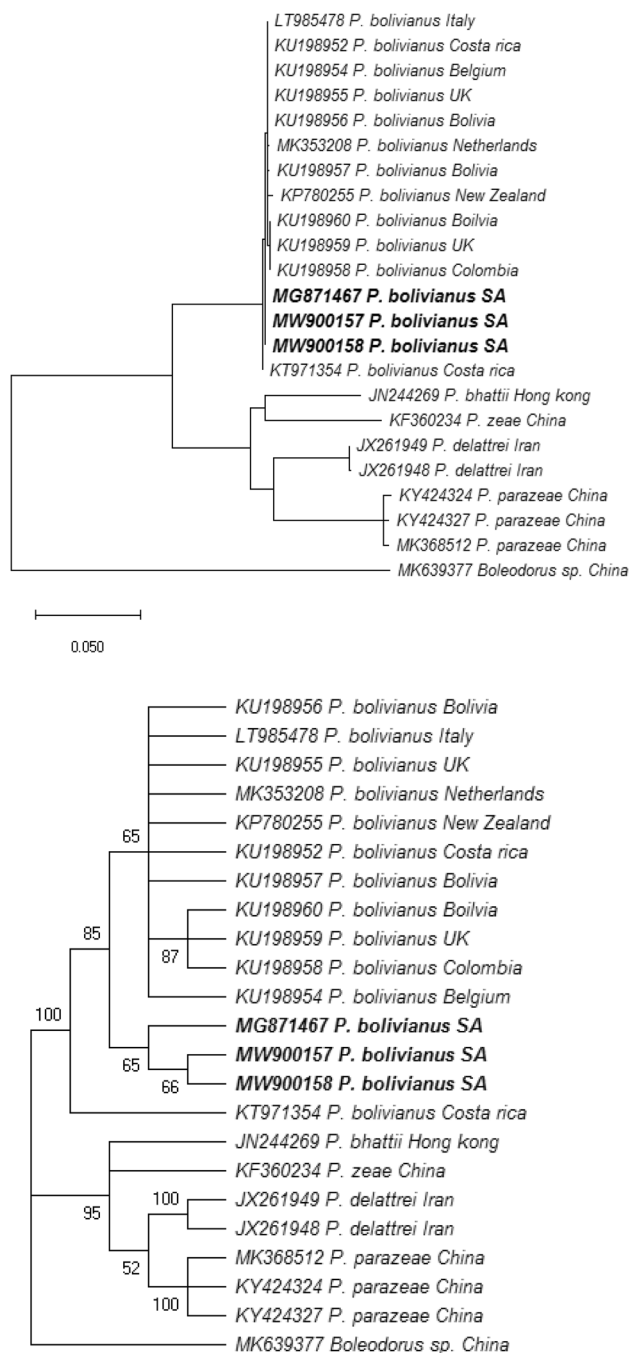 LT985478 P. bolivianus Italy
KU198952 P. bolivianus Costa rica
KU198954 P. bolivianus Belgium
KU198955 P. bolivianus UK
KU198956 P. bolivianus Bolivia
MK353208 P. bolivianus Netherlands
KU198957 P. bolivianus Bolivia
KP780255 P. bolivianus New Zealand
KU198960 P. bolivianus Boilvia
KU198959 P. bolivianus UK
KU198958 P. bolivianus Colombia
MG871467 P. bolivianus SA
MW900157 P. bolivianus SA
MW900158 P. bolivianus SA
KT971354 P. bolivianus Costa rica
JN244269 P. bhattii Hong kong
KF360234 P. zeae China
JX261949 P. delattrei Iran
JX261948 P. delattrei Iran
KY424324 P. parazeae China
KY424327 P. parazeae China
MK368512 P. parazeae China
MK639377 Boleodorus sp. China
0.050
KU198956 P. bolivianus Bolivia
LT985478 P. bolivianus Italy
KU198955 P. bolivianus UK
MK353208 P. bolivianus Netherlands
KP780255 P. bolivianus New Zealand
65
KU198952 P. bolivianus Costa rica
KU198957 P. bolivianus Bolivia
KU198960 P. bolivianus Boilvia
85
KU198959 P. bolivianus UK
87
KU198958 P. bolivianus Colombia
KU198954 P. bolivianus Belgium
100
MG871467 P. bolivianus SA
65
MW900157 P. bolivianus SA
66
MW900158 P. bolivianus SA
KT971354 P. bolivianus Costa rica
JN244269 P. bhattii Hong kong
KF360234 P. zeae China
95
100
JX261949 P. delattrei Iran
JX261948 P. delattrei Iran
52
MK368512 P. parazeae China
KY424324 P. parazeae China
100
KY424327 P. parazeae China
MK639377 Boleodorus sp. China